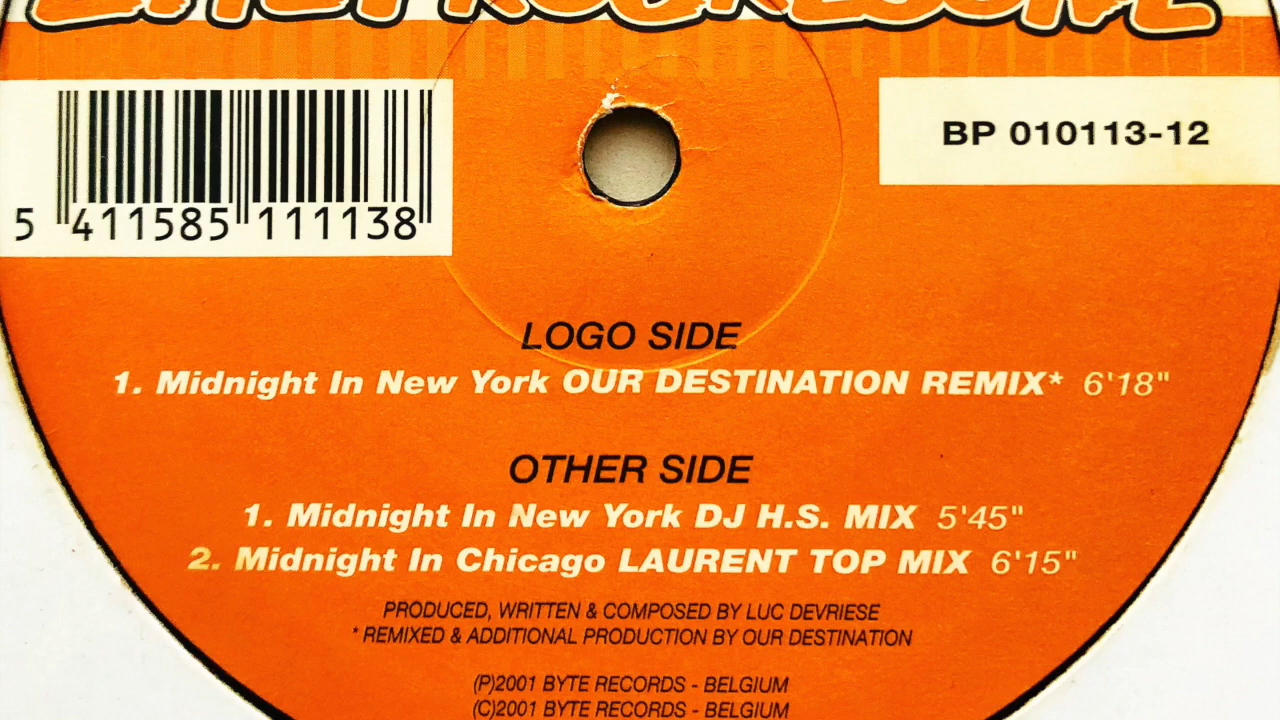 PROGRESSIVE
BP 010113-12
5 411585 111138
LOGO SIDE
1. Midnight In New York OUR DESTINATION REMIX* 6'18"
OTHER SIDE
1. Midnight In New York DJ H.S. MIX 5'45"
2. Midnight In Chicago LAURENT TOP MIX 6'15"
PRODUCED, WRITTEN & COMPOSED BY LUC DEVRIESE
* REMIXED & ADDITIONAL PRODUCTION BY OUR DESTINATION
(P)2001 BYTE RECORDS - BELGIUM
(C)2001 BYTE RECORDS - BELGIUM